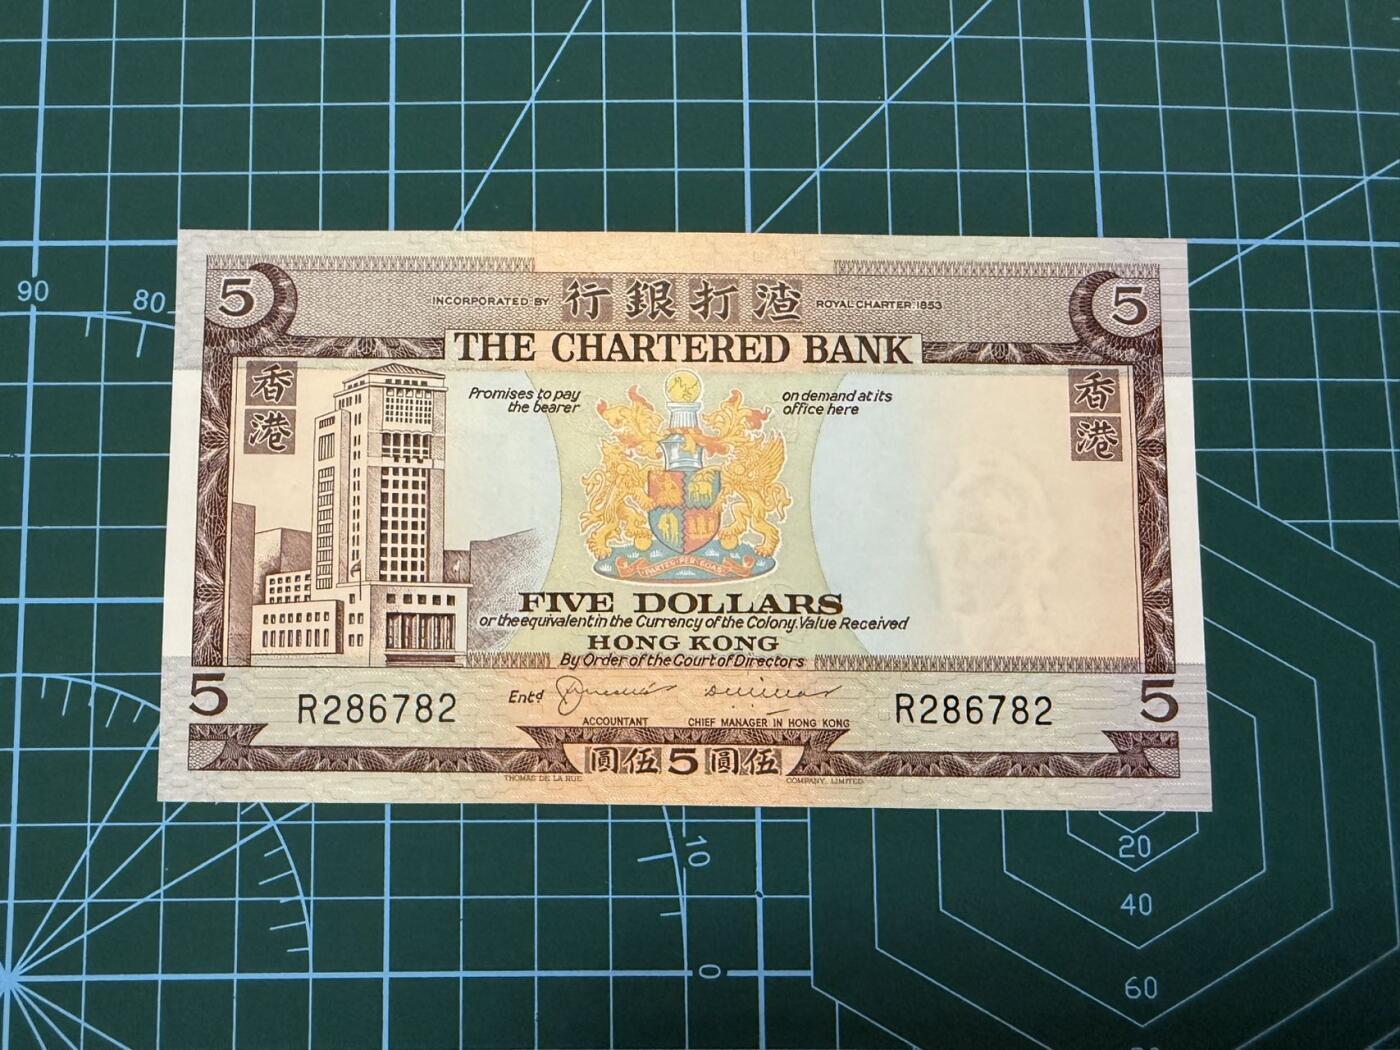 90
80
5
INCORPORATED BY 行銀打渣 ROYAL CHARTER 1853
5
THE CHARTERED BANK
香港
Promises to pay
the bearer
on demand at its
office here
香港
PARTES PER EOAS
FIVE DOLLARS
or the equivalent in the Currency of the Colony. Value Received
HONG KONG
By Order of the Court of Directors
5
R286782
Entd
R286782
5
ACCOUNTANT
CHIEF MANAGER IN HONG KONG
圓伍5圓伍
THOMAS DE LA RUE
COMPANY, LIMITED
10
0
20
40
60